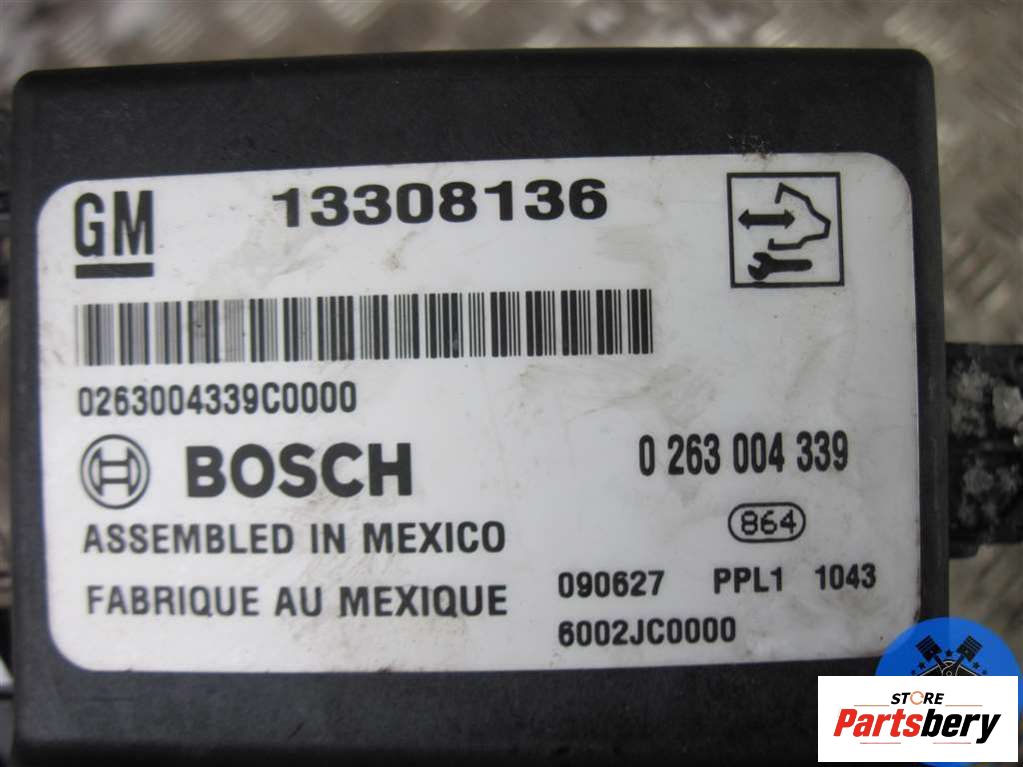 GM 13308136
0263004339C0000
BOSCH 0 263 004 339
864
ASSEMBLED IN MEXICO
FABRIQUE AU MEXIQUE
090627 PPL1 1043
6002JC0000
STORE
Partsbery